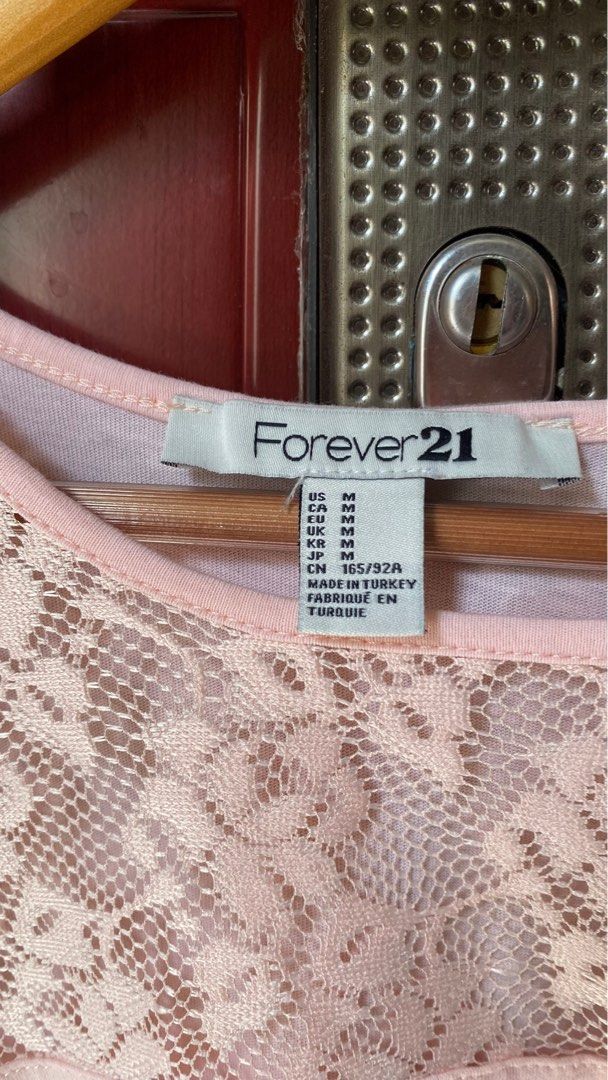 Forever21
US M
CA M
EU M
UK M
KR M
JP M
CN 165/92A
MADE IN TURKEY
FABRIQUÉ EN
TURQUIE